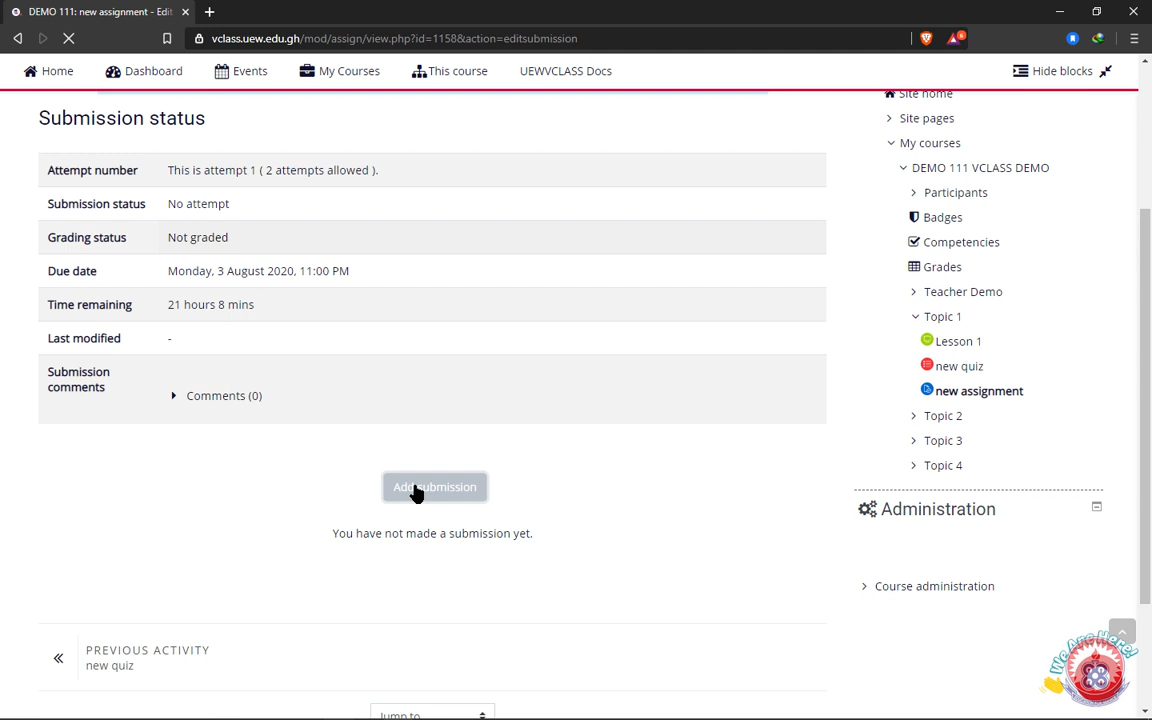 DEMO 111: new assignment - Edit
vclass.uew.edu.gh/mod/assign/view.php?id=1158&action=editsubmission
Home Dashboard Events My Courses This course UEWVCLASS Docs Hide blocks
Submission status
Attempt number This is attempt 1 ( 2 attempts allowed ).
Submission status No attempt
Grading status Not graded
Due date Monday, 3 August 2020, 11:00 PM
Time remaining 21 hours 8 mins
Last modified -
Submission comments
Comments (0)
Add submission
You have not made a submission yet.
PREVIOUS ACTIVITY
new quiz
Jump to
Site home
Site pages
My courses
DEMO 111 VCLASS DEMO
Participants
Badges
Competencies
Grades
Teacher Demo
Topic 1
Lesson 1
new quiz
new assignment
Topic 2
Topic 3
Topic 4
Administration
Course administration
We Are Here!